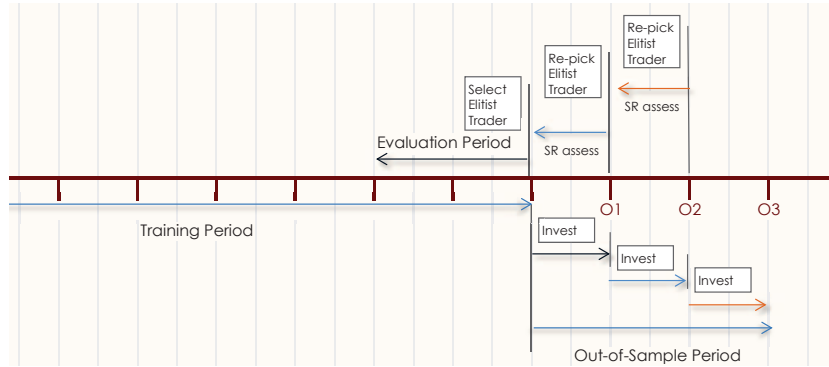 Re-pick
Elitist
Trader
Re-pick
Elitist
Trader
Select
Elitist
Trader
SR assess
Evaluation Period
SR assess
O1
O2
O3
Training Period
Invest
Invest
Invest
Out-of-Sample Period